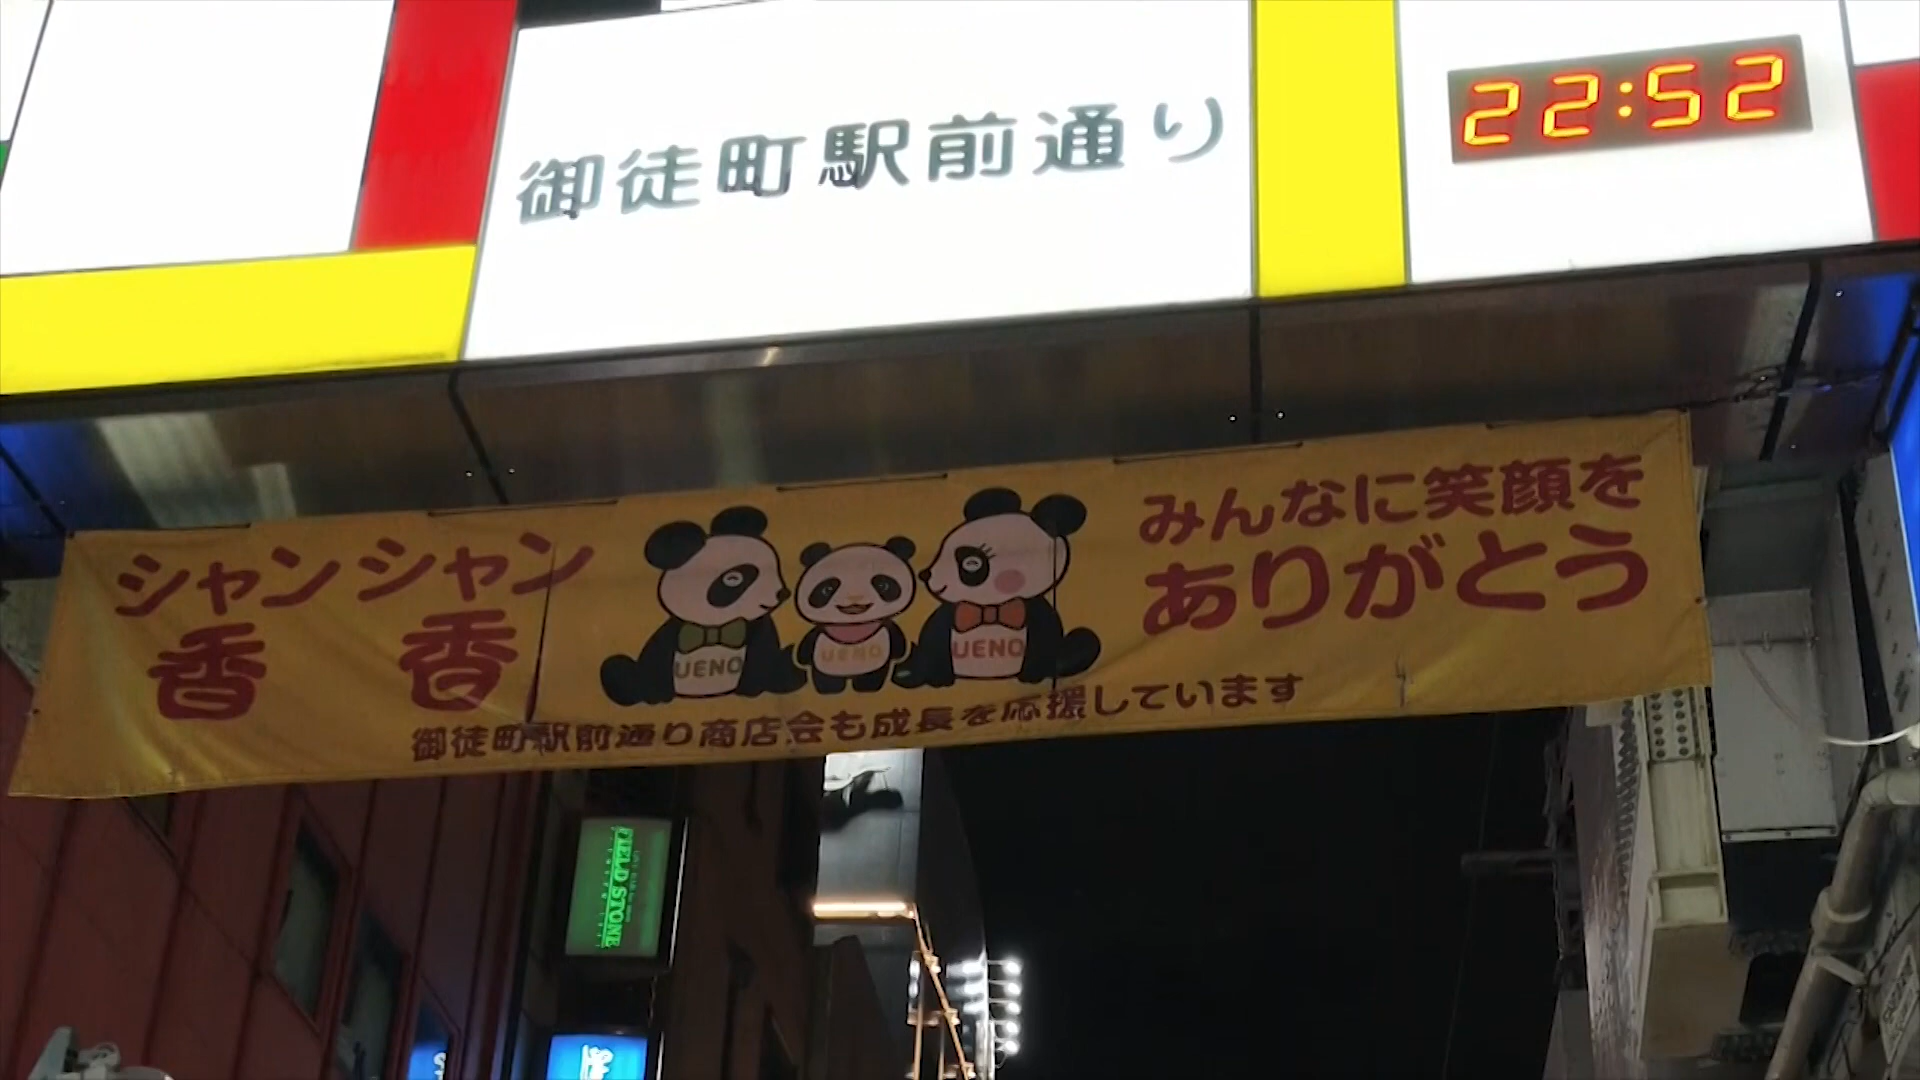 御徒町駅前通り
22:52
シャンシャン
香香
みんなに笑顔を
ありがとう
UENO
UENO
UENO
御徒町駅前通り商店会も成長を応援しています
FIELD STONE